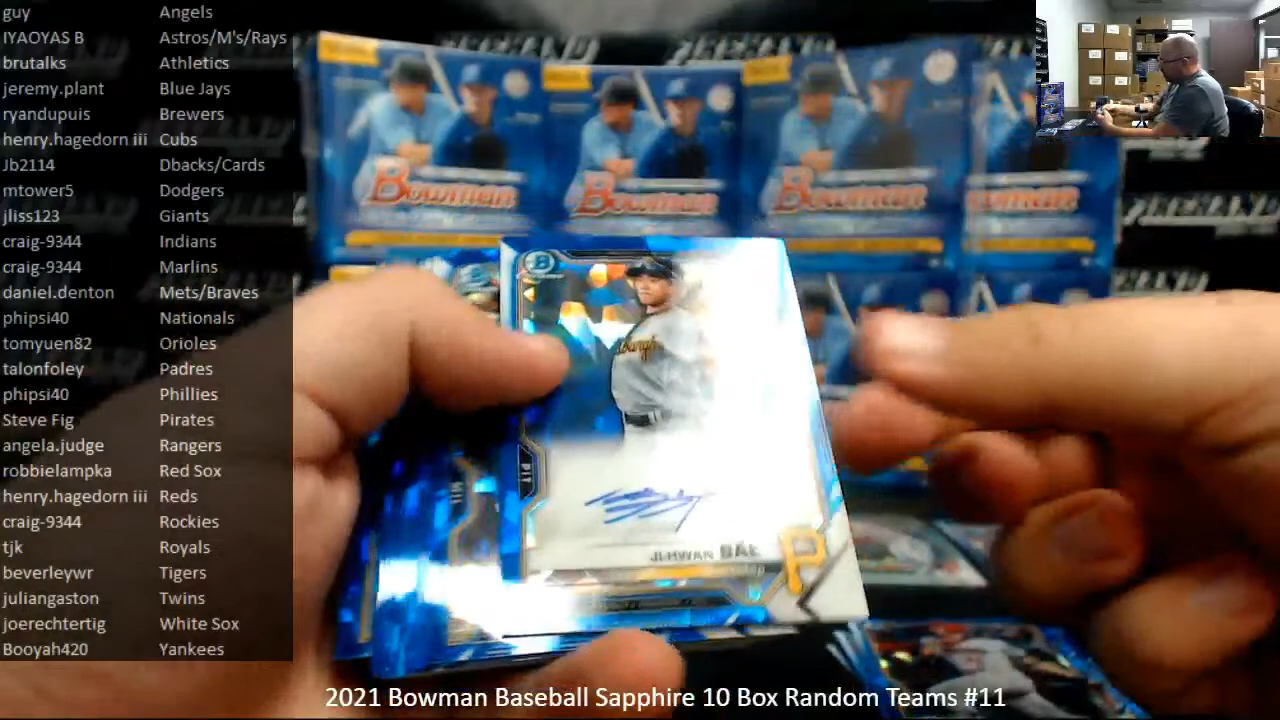 guy Angels
IYAOYAS B Astros/M's/Rays
brutalks Athletics
jeremy.plant Blue Jays
ryandupuis Brewers
henry.hagedorn iii Cubs
Jb2114 Dbacks/Cards
mtower5 Dodgers
jliss123 Giants
craig-9344 Indians
craig-9344 Marlins
daniel.denton Mets/Braves
phipsi40 Nationals
tomyuen82 Orioles
talonfoley Padres
phipsi40 Phillies
Steve Fig Pirates
angela.judge Rangers
robbielampka Red Sox
henry.hagedorn iii Reds
craig-9344 Rockies
tjk Royals
beverleywr Tigers
juliangaston Twins
joerechtertig White Sox
Booyah420 Yankees
Bowman
Bowman
Bowman
PIT
MIL
JI-HWAN BAE
P
2021 Bowman Baseball Sapphire 10 Box Random Teams #11